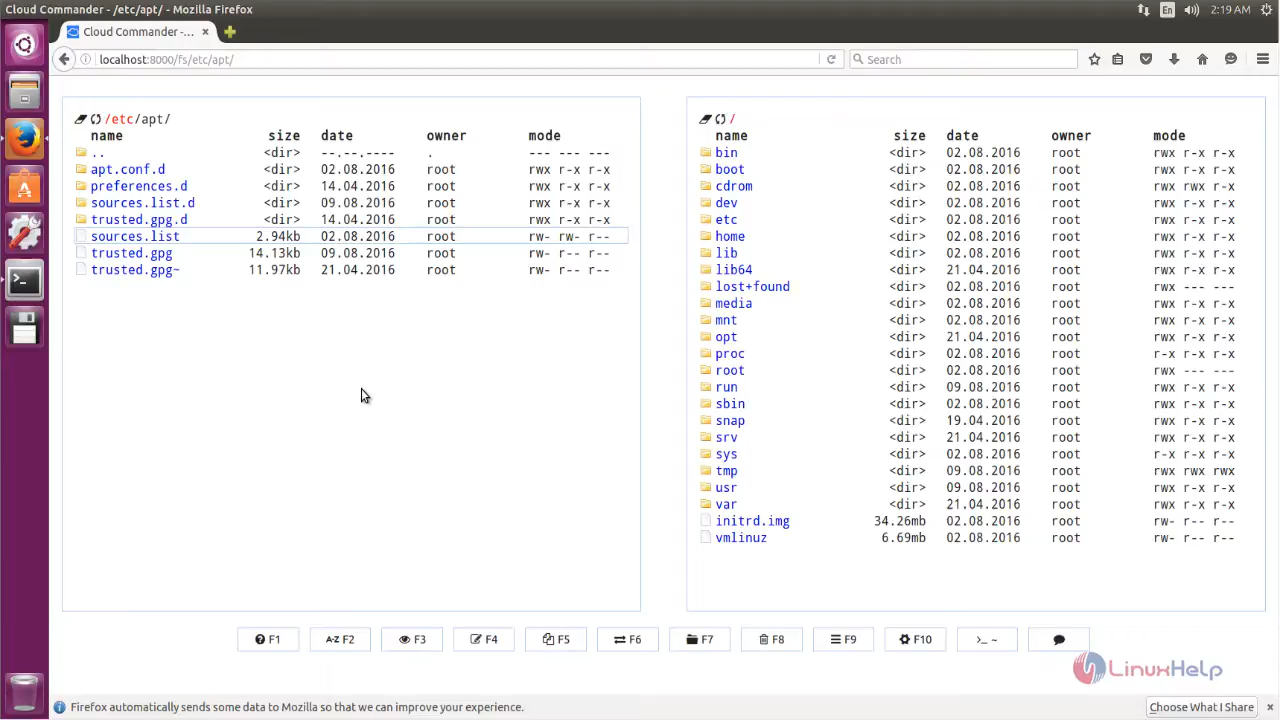 Cloud Commander - /etc/apt/ - Mozilla Firefox
En 2:19 AM
Cloud Commander -... ×
localhost:8000/fs/etc/apt/
Search
/etc/apt/
name size date owner mode
.. <dir> --.--.---- . --- --- ---
apt.conf.d <dir> 02.08.2016 root rwx r-x r-x
preferences.d <dir> 14.04.2016 root rwx r-x r-x
sources.list.d <dir> 09.08.2016 root rwx r-x r-x
trusted.gpg.d <dir> 14.04.2016 root rwx r-x r-x
sources.list 2.94kb 02.08.2016 root rw- rw- r--
trusted.gpg 14.13kb 09.08.2016 root rw- r-- r--
trusted.gpg~ 11.97kb 21.04.2016 root rw- r-- r--
/
name size date owner mode
bin <dir> 02.08.2016 root rwx r-x r-x
boot <dir> 02.08.2016 root rwx r-x r-x
cdrom <dir> 02.08.2016 root rwx rwx r-x
dev <dir> 02.08.2016 root rwx r-x r-x
etc <dir> 02.08.2016 root rwx r-x r-x
home <dir> 02.08.2016 root rwx r-x r-x
lib <dir> 02.08.2016 root rwx r-x r-x
lib64 <dir> 21.04.2016 root rwx r-x r-x
lost+found <dir> 02.08.2016 root rwx --- ---
media <dir> 02.08.2016 root rwx r-x r-x
mnt <dir> 02.08.2016 root rwx r-x r-x
opt <dir> 21.04.2016 root rwx r-x r-x
proc <dir> 02.08.2016 root r-x r-x r-x
root <dir> 02.08.2016 root rwx --- ---
run <dir> 09.08.2016 root rwx r-x r-x
sbin <dir> 02.08.2016 root rwx r-x r-x
snap <dir> 19.04.2016 root rwx r-x r-x
srv <dir> 21.04.2016 root rwx r-x r-x
sys <dir> 02.08.2016 root r-x r-x r-x
tmp <dir> 09.08.2016 root rwx rwx rwx
usr <dir> 09.08.2016 root rwx r-x r-x
var <dir> 21.04.2016 root rwx r-x r-x
initrd.img 34.26mb 02.08.2016 root rw- r-- r--
vmlinuz 6.69mb 02.08.2016 root rw- r-- r--
F1 A-Z F2 F3 F4 F5 F6 F7 F8 F9 F10 >_ ~
LinuxHelp
Firefox automatically sends some data to Mozilla so that we can improve your experience. Choose What I Share ×